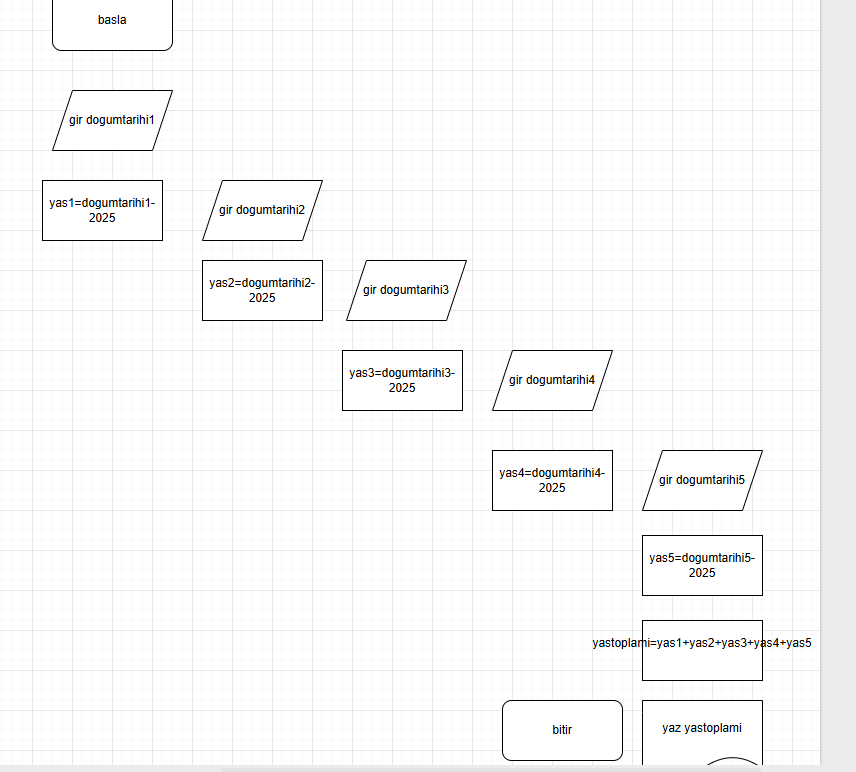 basla
gir dogumtarihi1
yas1=dogumtarihi1-
2025
gir dogumtarihi2
yas2=dogumtarihi2-
2025
gir dogumtarihi3
yas3=dogumtarihi3-
2025
gir dogumtarihi4
yas4=dogumtarihi4-
2025
gir dogumtarihi5
yas5=dogumtarihi5-
2025
yastoplami=yas1+yas2+yas3+yas4+yas5
bitir
yaz yastoplami